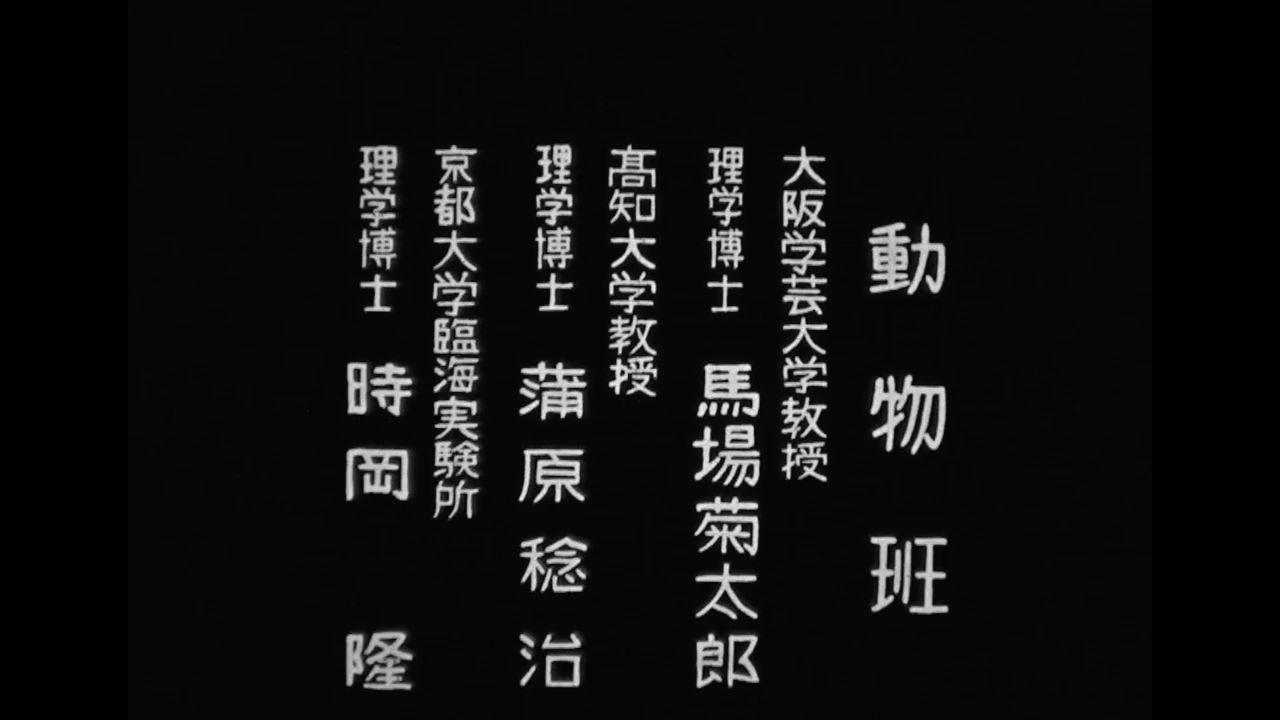 動物班
大阪学芸大学教授
理学博士 馬場菊太郎
髙知大学教授
理学博士 蒲原稔治
京都大学臨海実験所
理学博士 時岡 隆